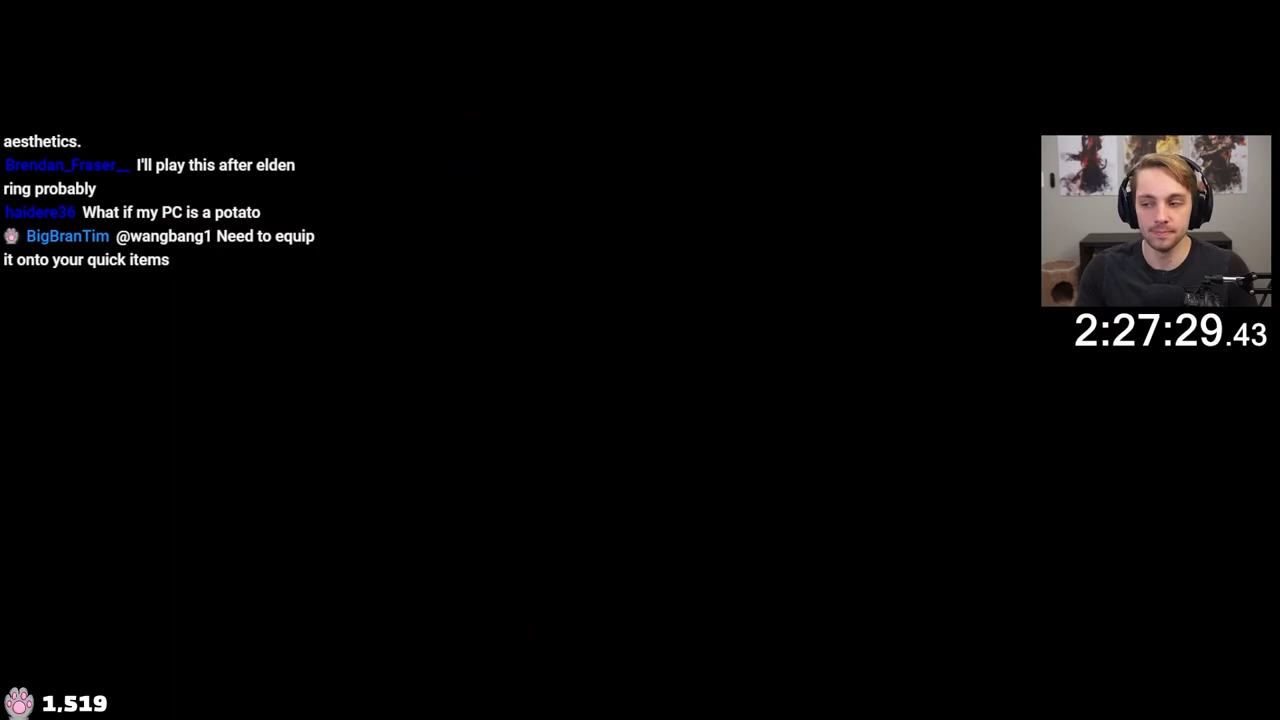 aesthetics.
Brendan_Fraser__ I'll play this after elden
ring probably
haidere36 What if my PC is a potato
BigBranTim @wangbang1 Need to equip
it onto your quick items
2:27:29.43
1,519